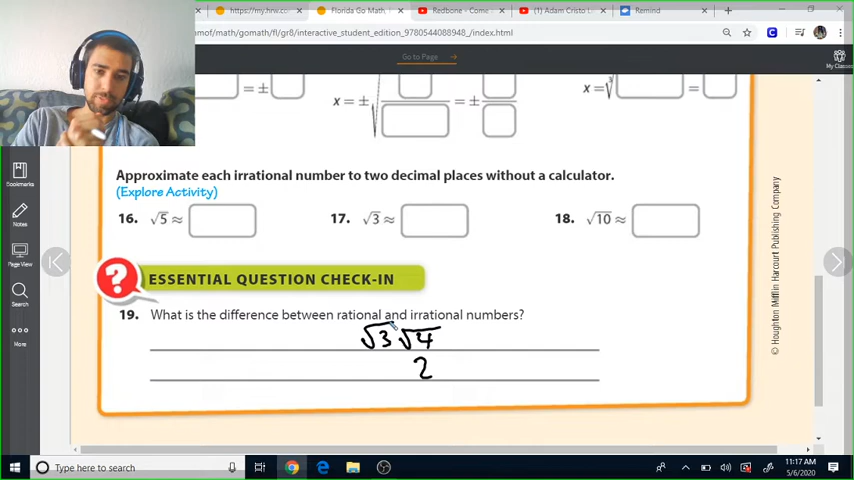 https://my.hrw.com
Florida Go Math,
Redbone - Come
(1) Adam Cristo L
Remind
mof/math/gomath/fl/gr8/interactive_student_edition_9780544088948_/index.html
Go to Page
My Classes
= ±
x = ±√ = ±
x = ∛ =
Bookmarks
Approximate each irrational number to two decimal places without a calculator.
(Explore Activity)
Notes
16. √5 ≈
17. √3 ≈
18. √10 ≈
Page View
ESSENTIAL QUESTION CHECK-IN
Search
19. What is the difference between rational and irrational numbers?
More
√3 √4
2
© Houghton Mifflin Harcourt Publishing Company
Type here to search
11:17 AM
5/6/2020